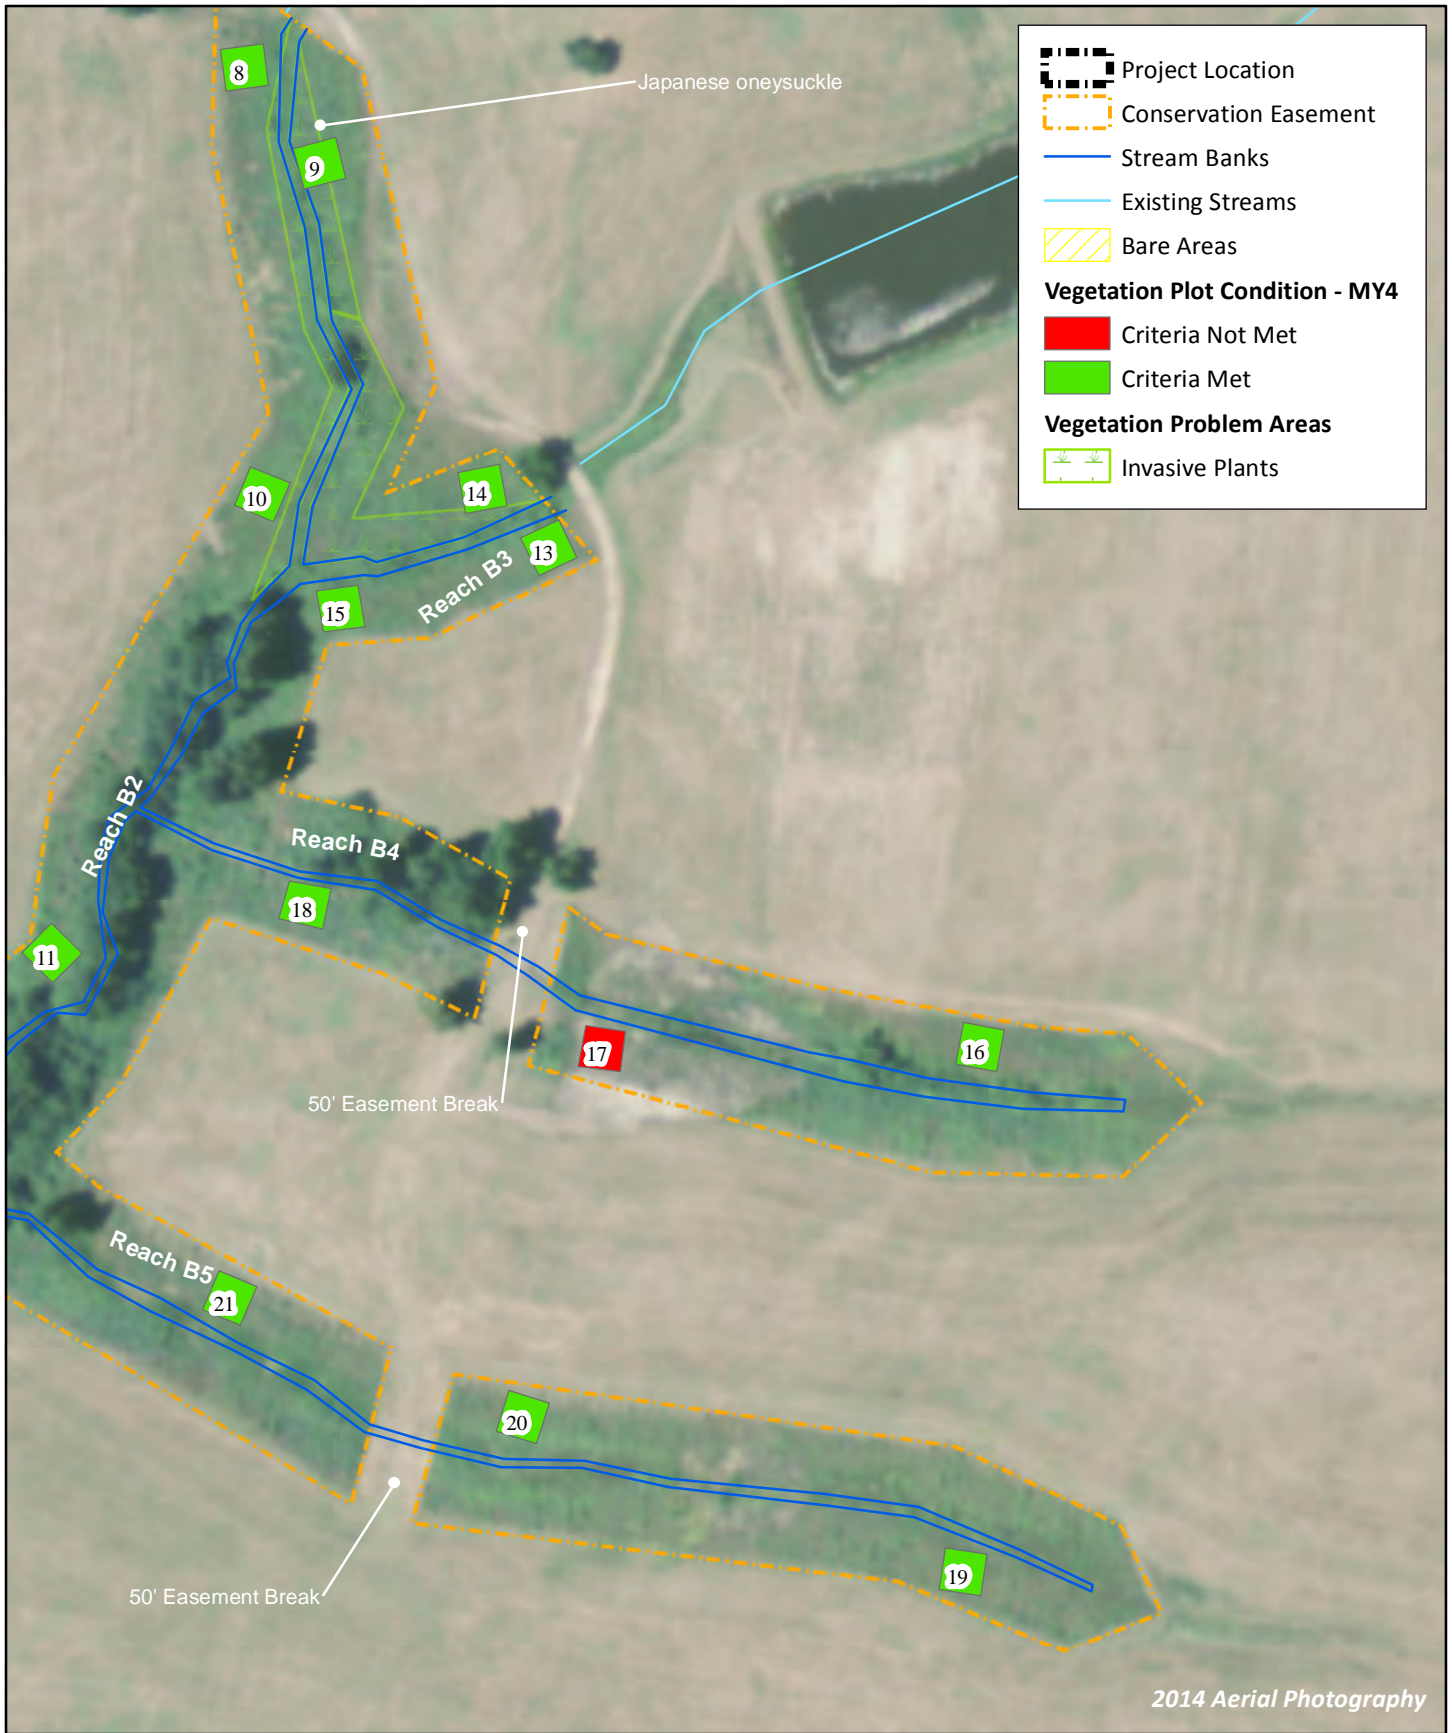 Project Location
Conservation Easement
Stream Banks
Existing Streams
Bare Areas
Vegetation Plot Condition - MY4
Criteria Not Met
Criteria Met
Vegetation Problem Areas
Invasive Plants
8
Japanese oneysuckle
9
10
14
13
Reach B3
15
Reach B2
Reach B4
18
11
17
16
50' Easement Break
Reach B5
21
20
19
50' Easement Break
2014 Aerial Photography